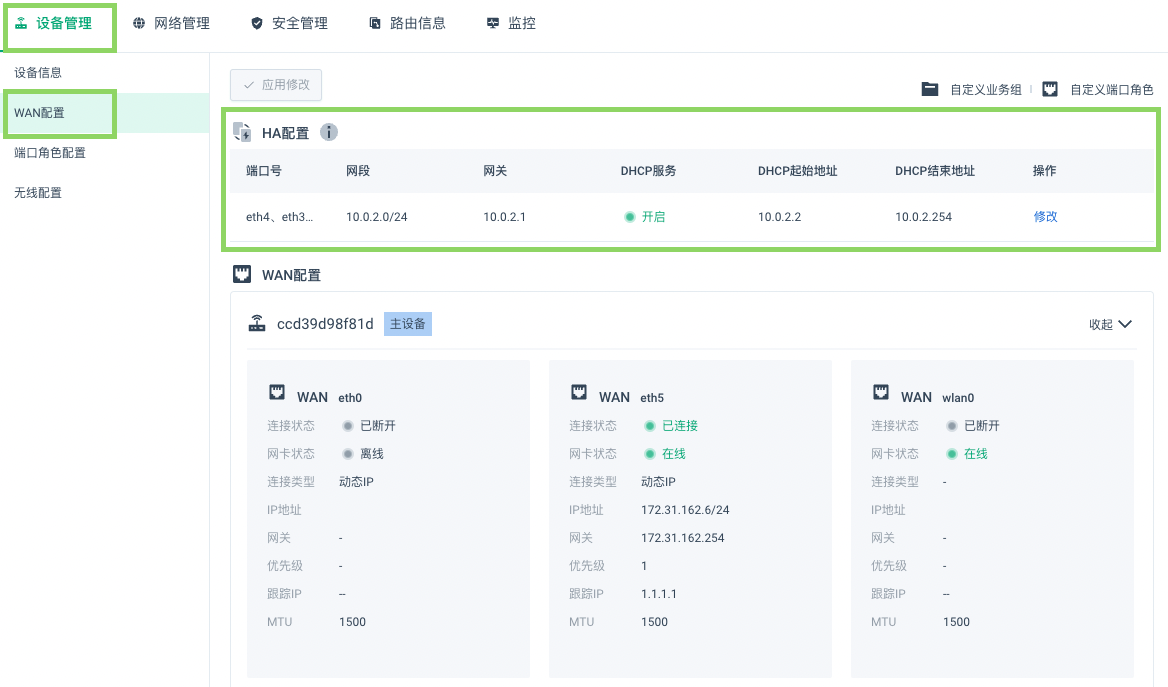 设备管理 网络管理 安全管理 路由信息 监控
设备信息
WAN配置
端口角色配置
无线配置
应用修改
自定义业务组 自定义端口角色
HA配置
端口号 网段 网关 DHCP服务 DHCP起始地址 DHCP结束地址 操作
eth4、eth3... 10.0.2.0/24 10.0.2.1 开启 10.0.2.2 10.0.2.254 修改
WAN配置
ccd39d98f81d 主设备 收起
WAN eth0
连接状态 已断开
网卡状态 离线
连接类型 动态IP
IP地址
网关 -
优先级 -
跟踪IP --
MTU 1500
WAN eth5
连接状态 已连接
网卡状态 在线
连接类型 动态IP
IP地址 172.31.162.6/24
网关 172.31.162.254
优先级 1
跟踪IP 1.1.1.1
MTU 1500
WAN wlan0
连接状态 已断开
网卡状态 在线
连接类型 -
IP地址
网关 -
优先级 -
跟踪IP --
MTU 1500